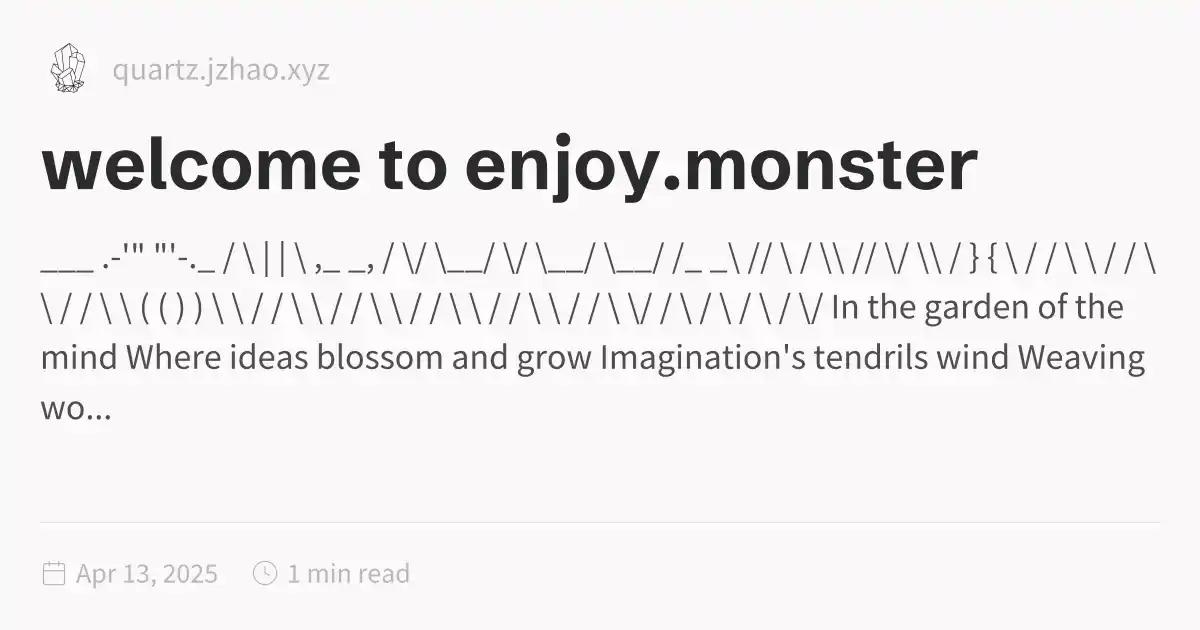 quartz.jzhao.xyz
welcome to enjoy.monster
___ .-'" "'-._ / \ | | \ ,_ _, / \/ \__/ \/ \__/ \__/ /_ _\ // \ / \\ // \/ \\ / } { \ / / \ \ / / \
\ / / \ \ ( ( ) ) \ \ / / \ \ / / \ \ / / \ \ / / \ \ / / \ \/ / \ / \ / \ / \/ In the garden of the
mind Where ideas blossom and grow Imagination's tendrils wind Weaving
wo...
Apr 13, 2025 1 min read